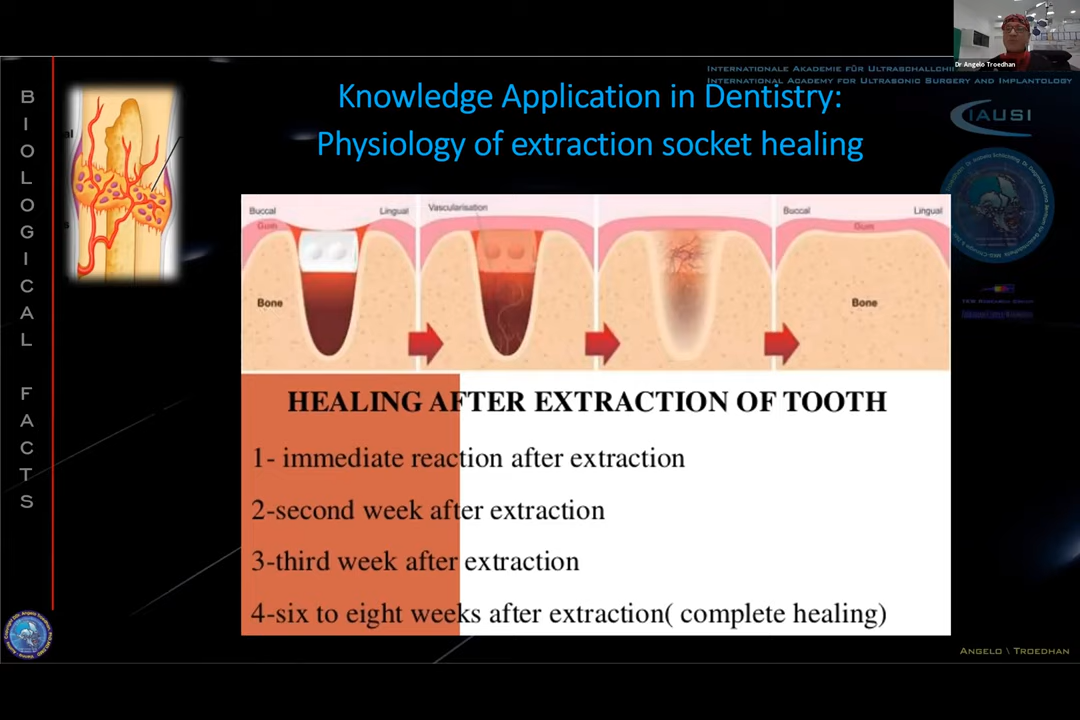 Dr Angelo Troedhan
INTERNATIONALE AKADEMIE FÜR ULTRASCHALLCHI
INTERNATIONAL ACADEMY FOR ULTRASONIC SURGERY AND IMPLANTOLOGY
IAUSI
BIOLOGICAL FACTS
Knowledge Application in Dentistry:
Physiology of extraction socket healing
Buccal Lingual Vascularisation Buccal Lingual
Gum Gum
Bone Bone
HEALING AFTER EXTRACTION OF TOOTH
1- immediate reaction after extraction
2-second week after extraction
3-third week after extraction
4-six to eight weeks after extraction( complete healing)
ANGELO \ TROEDHAN